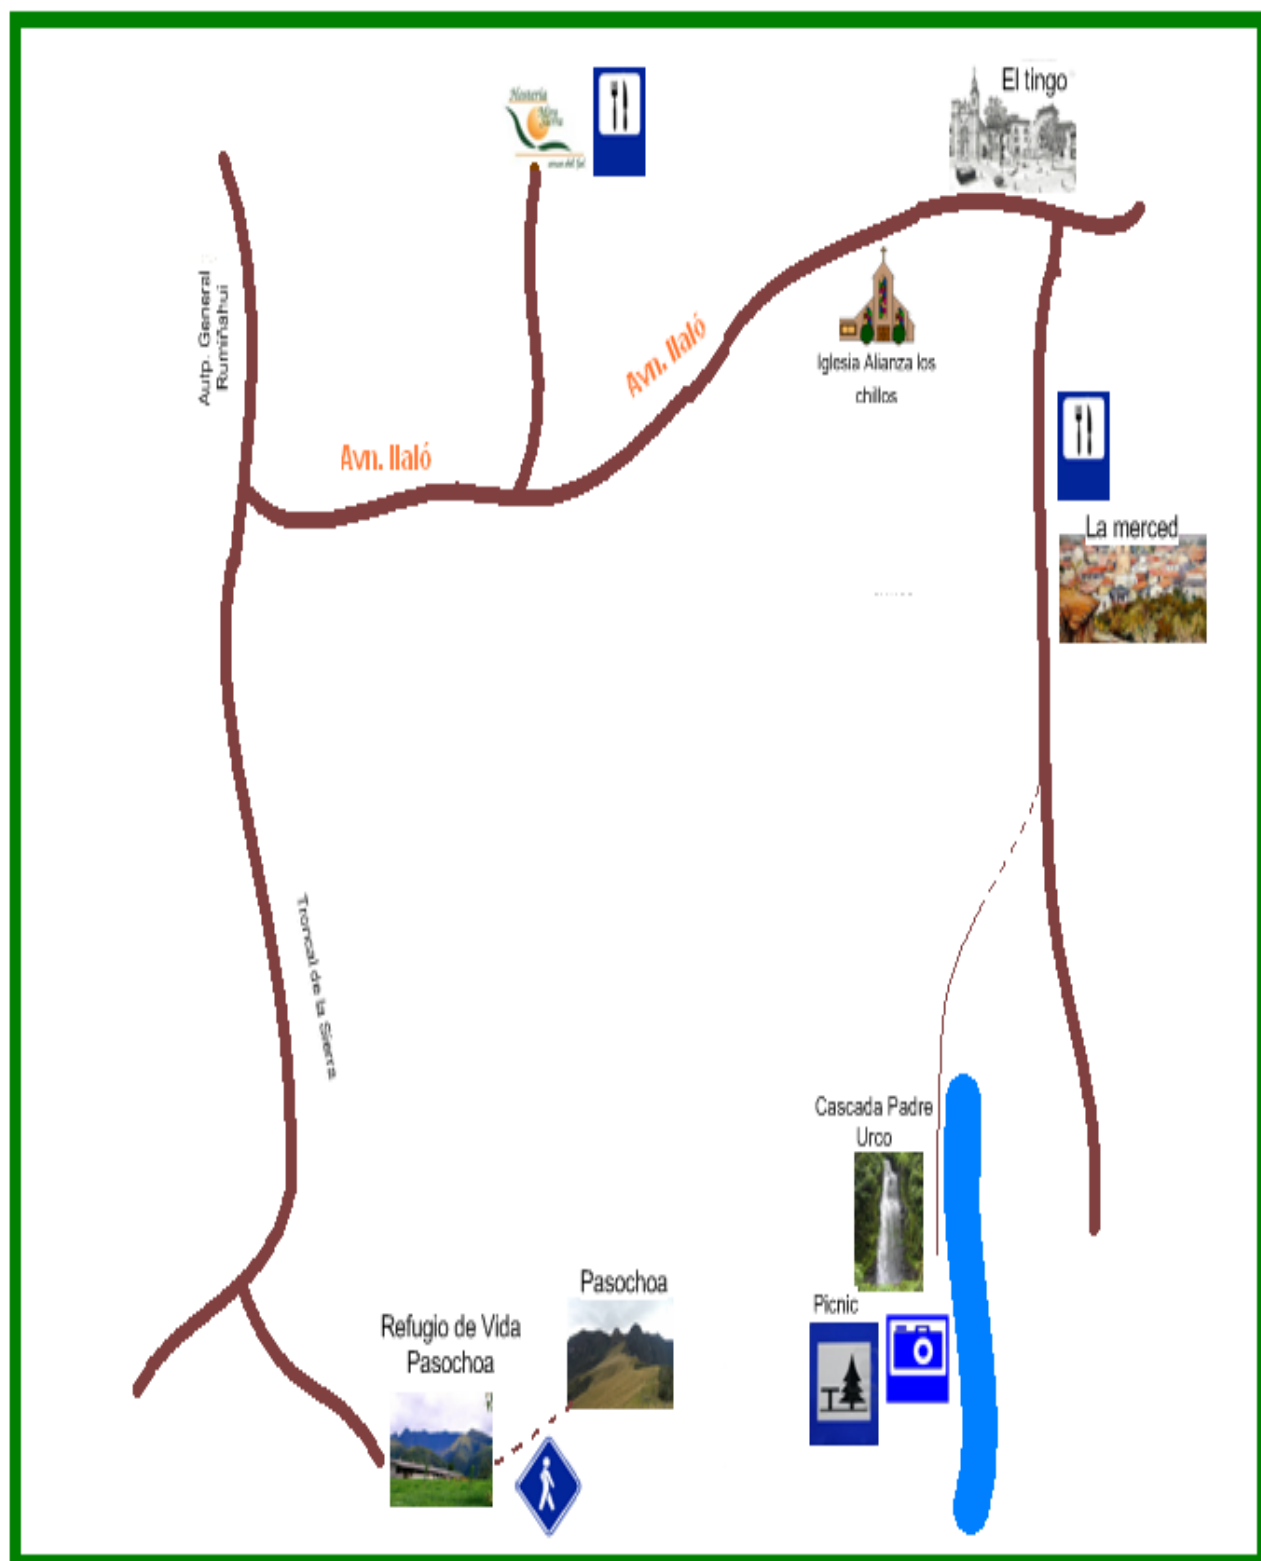 El tingo
Hostería
Autp. General
Rumiñahui
Avn. Ilaló
Iglesia Alianza los
chillos
Avn. Ilaló
La merced
Troncal de la Sierra
Cascada Padre
Urco
Pasochoa
Picnic
Refugio de Vida
Pasochoa